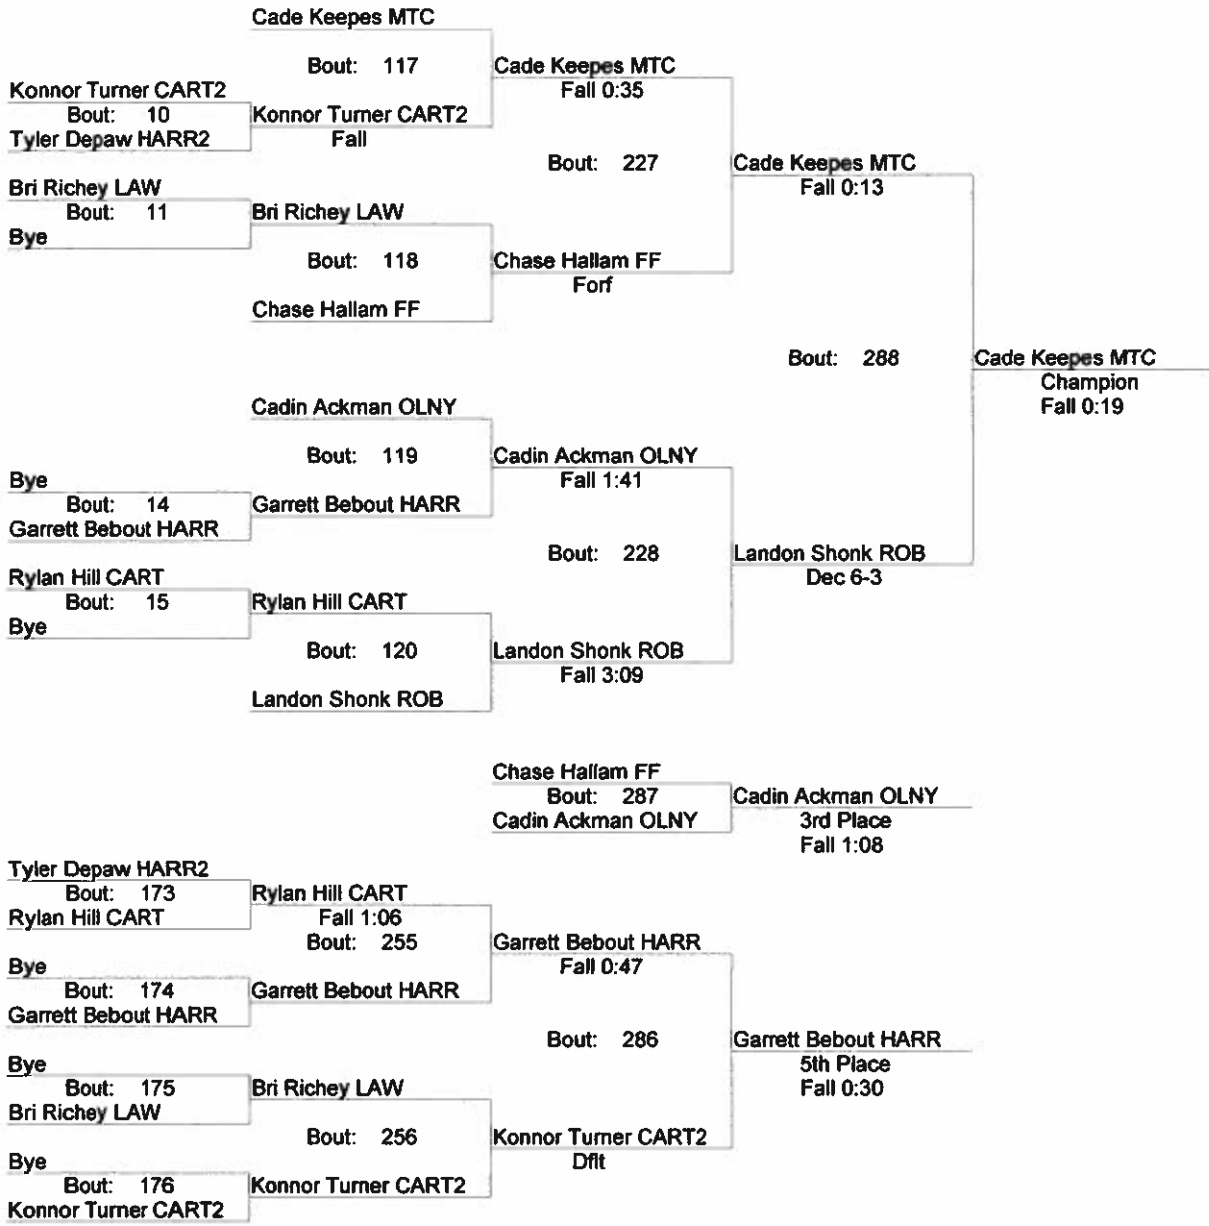 Cade Keepes MTC
Bout: 117
Cade Keepes MTC
Fall 0:35
Konnor Turner CART2
Bout: 10
Tyler Depaw HARR2
Konnor Turner CART2
Fall
Bout: 227
Cade Keepes MTC
Fall 0:13
Bri Richey LAW
Bout: 11
Bye
Bri Richey LAW
Bout: 118
Chase Hallam FF
Forf
Chase Hallam FF
Bout: 288
Cade Keepes MTC
Champion
Fall 0:19
Cadin Ackman OLNY
Bout: 119
Cadin Ackman OLNY
Fall 1:41
Bye
Bout: 14
Garrett Bebout HARR
Garrett Bebout HARR
Bout: 228
Landon Shonk ROB
Dec 6-3
Rylan Hill CART
Bout: 15
Bye
Rylan Hill CART
Bout: 120
Landon Shonk ROB
Fall 3:09
Landon Shonk ROB
Chase Hallam FF
Bout: 287
Cadin Ackman OLNY
Cadin Ackman OLNY
3rd Place
Fall 1:08
Tyler Depaw HARR2
Bout: 173
Rylan Hill CART
Rylan Hill CART
Fall 1:06
Bout: 255
Garrett Bebout HARR
Fall 0:47
Bye
Bout: 174
Garrett Bebout HARR
Garrett Bebout HARR
Bout: 286
Garrett Bebout HARR
5th Place
Fall 0:30
Bye
Bout: 175
Bri Richey LAW
Bri Richey LAW
Bout: 256
Konnor Turner CART2
Dflt
Bye
Bout: 176
Konnor Turner CART2
Konnor Turner CART2